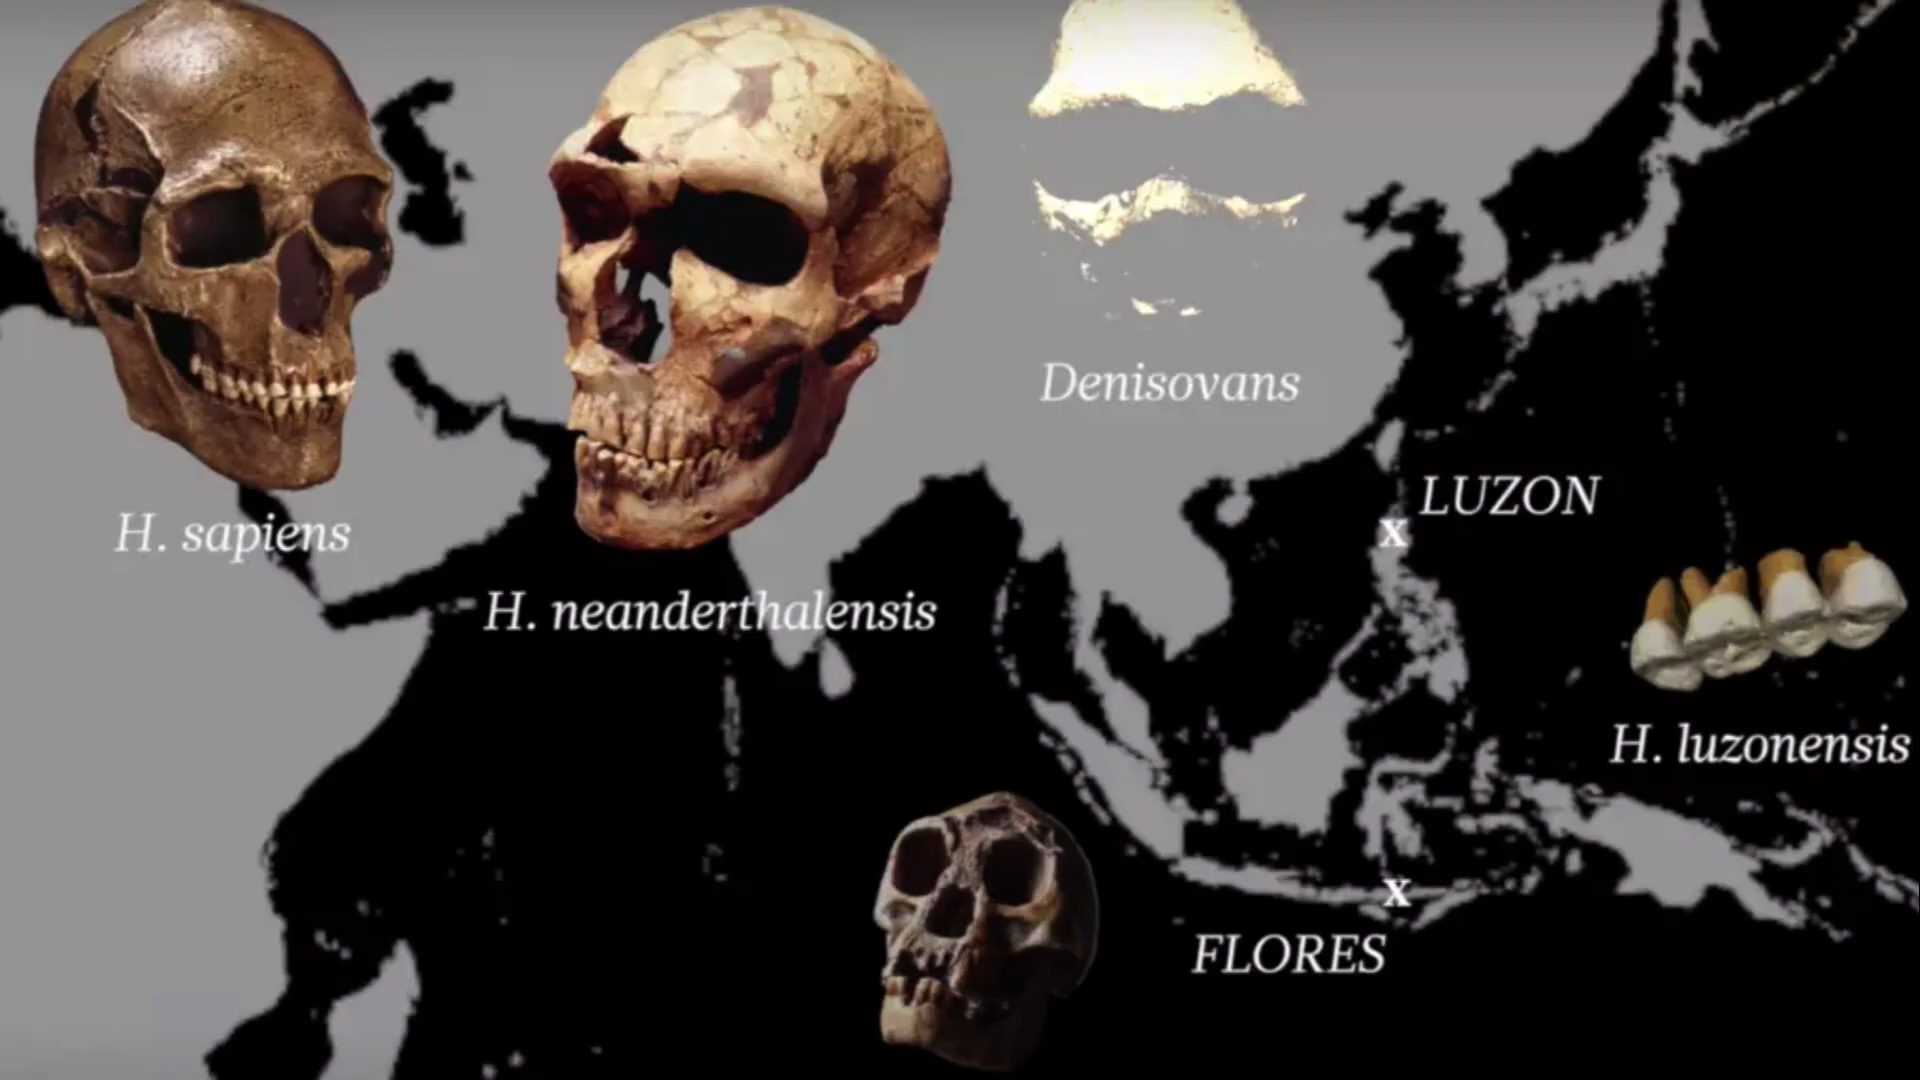 Denisovans
LUZON
x
H. sapiens
H. neanderthalensis
H. luzonensis
x
FLORES